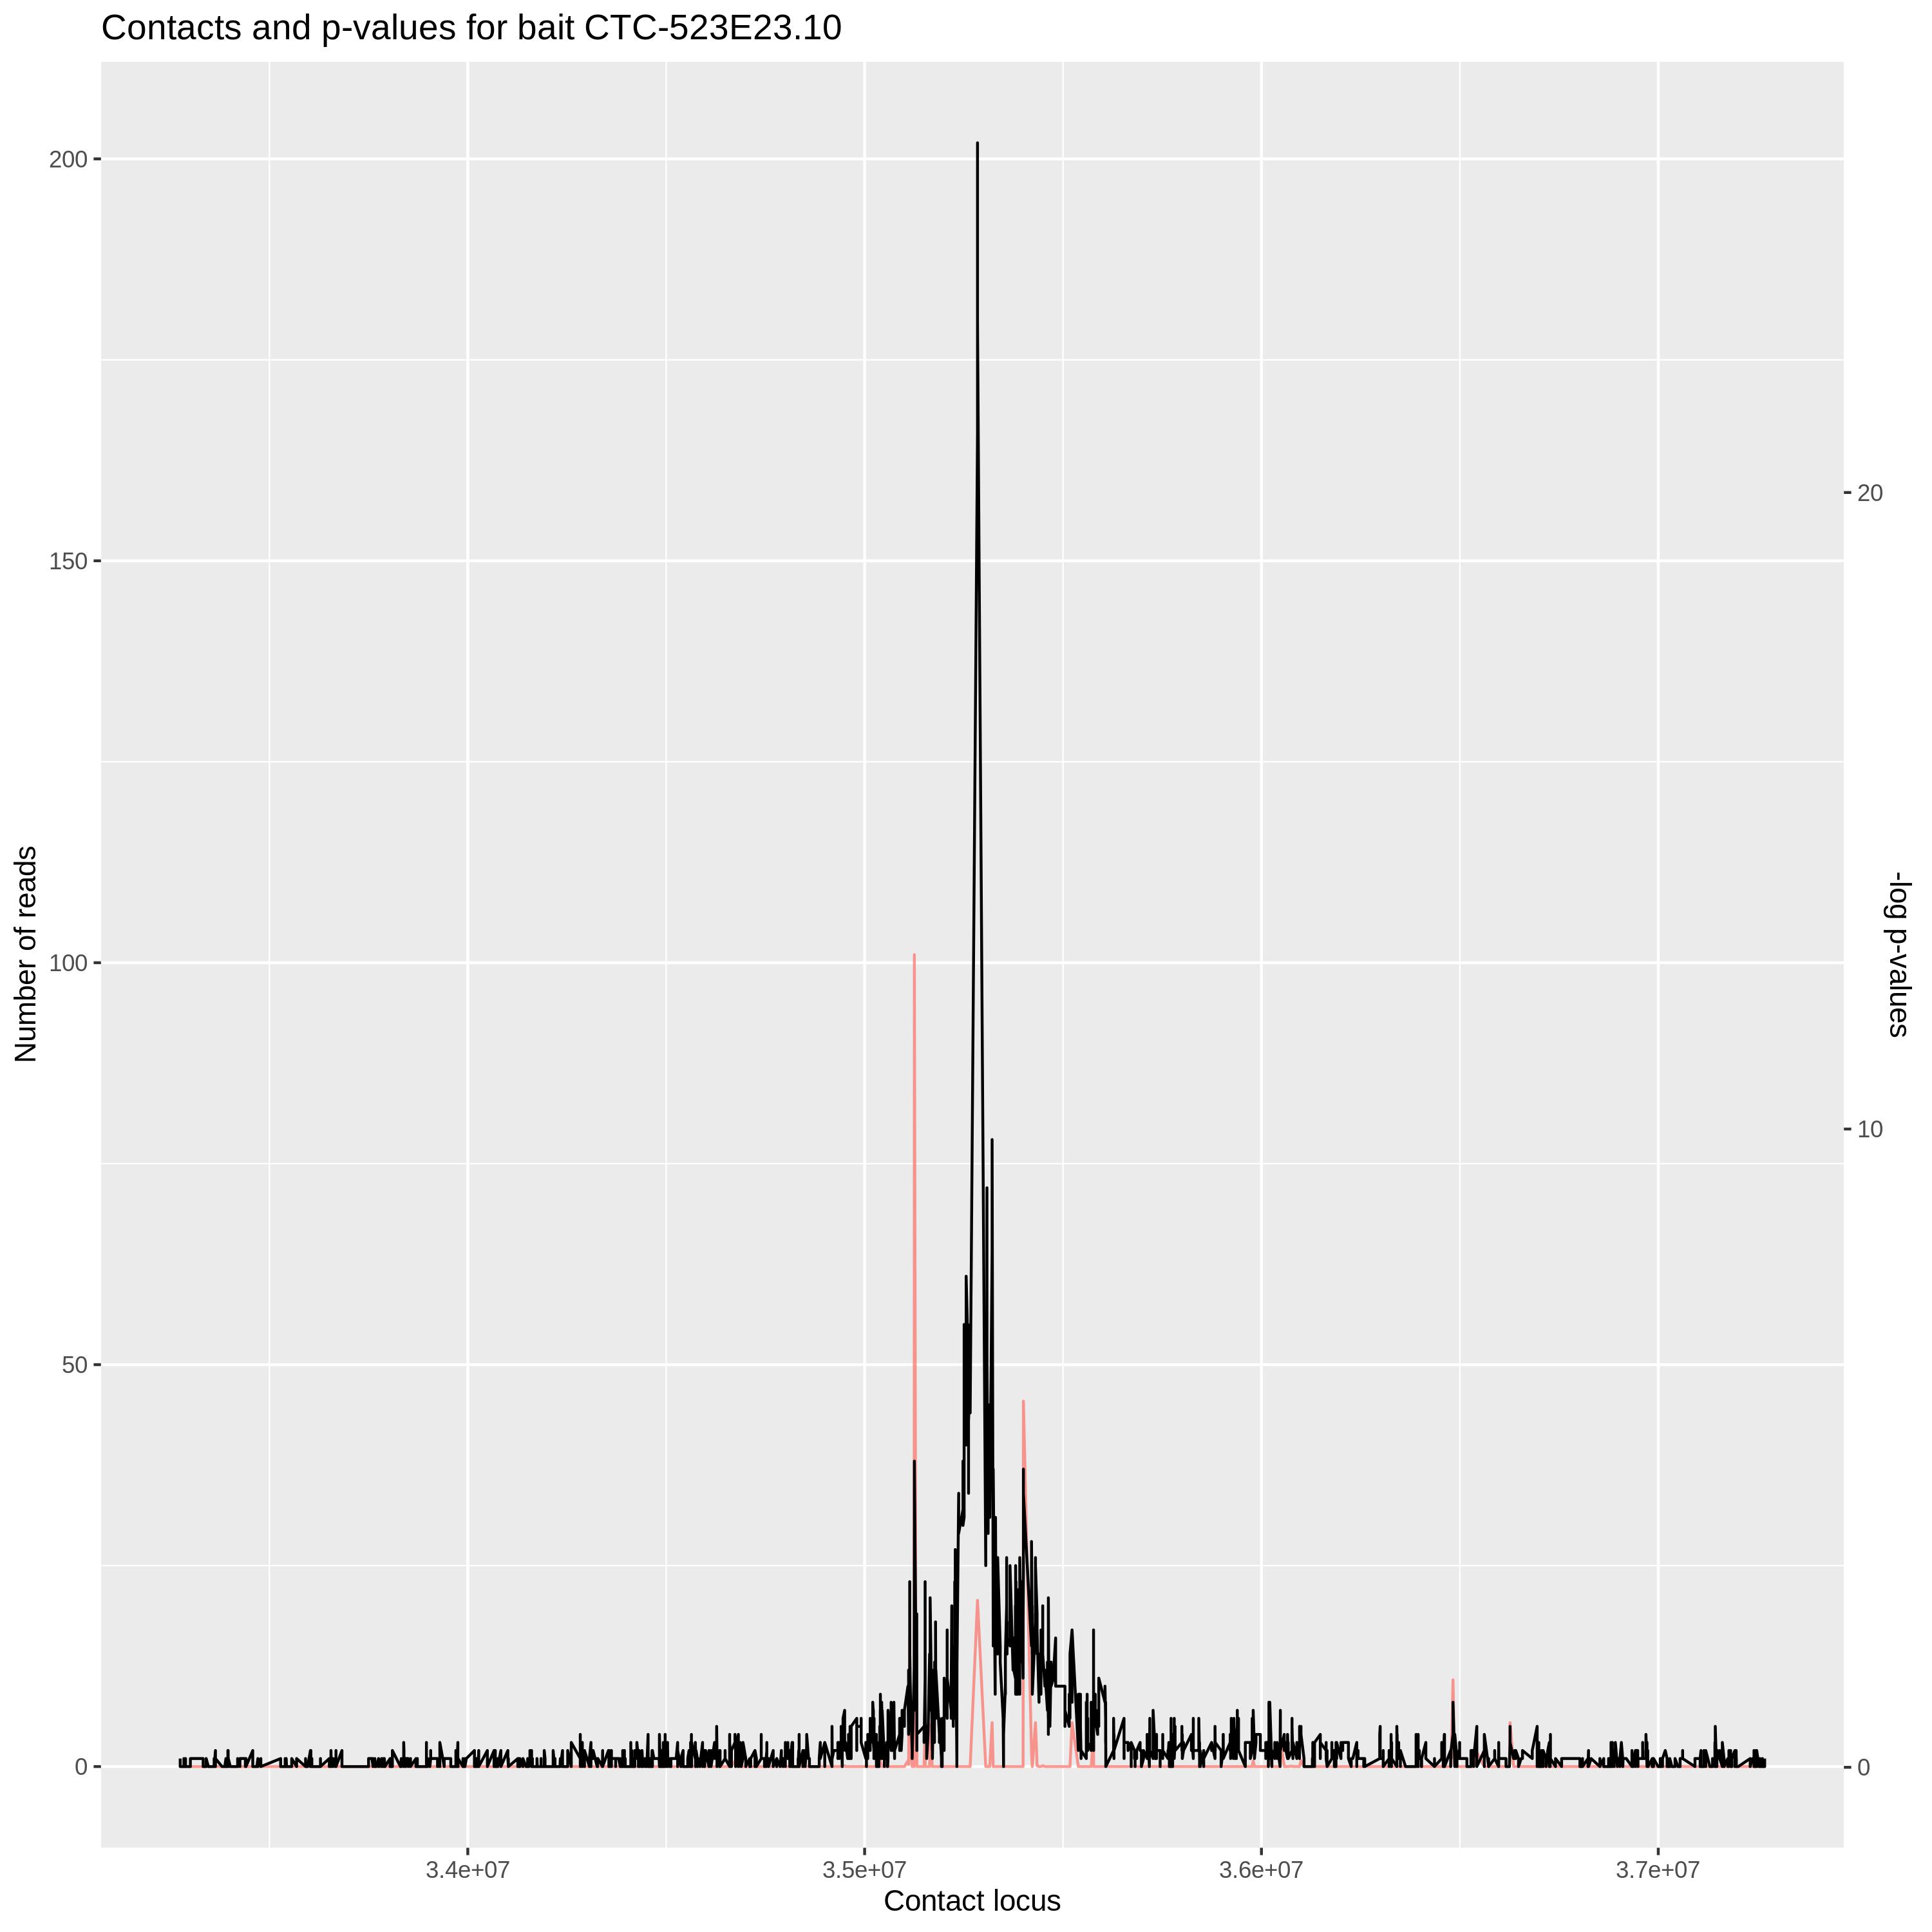 Contacts and p-values for bait CTC-523E23.10
200
150
100
50
0
Number of reads
20
10
0
-log p-values
3.4e+07
3.5e+07
3.6e+07
3.7e+07
Contact locus